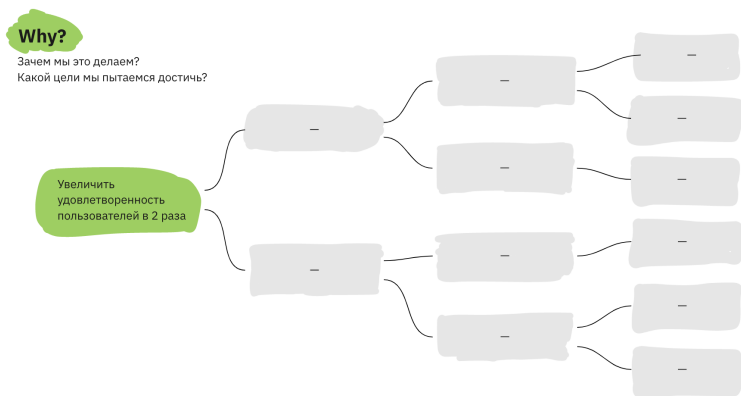 Why?
Зачем мы это делаем?
Какой цели мы пытаемся достичь?
Увеличить
удовлетворенность
пользователей в 2 раза
—
—
—
—
—
—
—
—
—
—
—
—